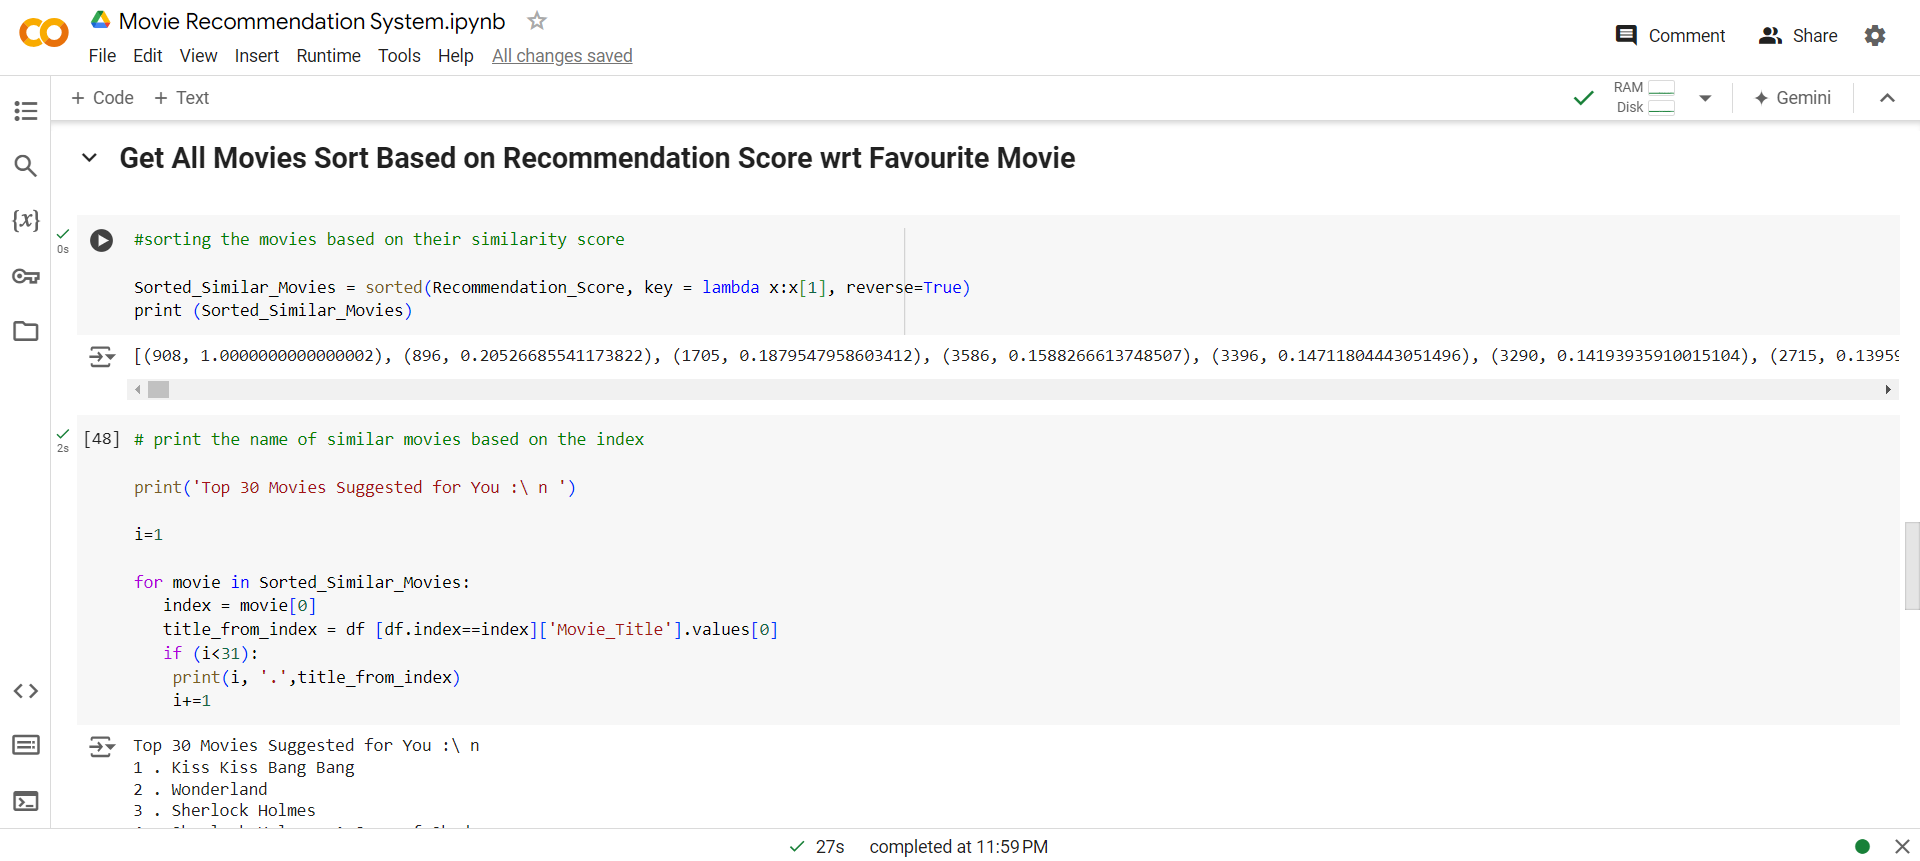 Movie Recommendation System.ipynb
File Edit View Insert Runtime Tools Help All changes saved
Comment Share
+ Code + Text
RAM
Disk
Gemini
Get All Movies Sort Based on Recommendation Score wrt Favourite Movie
{x}
0s
#sorting the movies based on their similarity score
Sorted_Similar_Movies = sorted(Recommendation_Score, key = lambda x:x[1], reverse=True)
print (Sorted_Similar_Movies)
[(908, 1.0000000000000002), (896, 0.20526685541173822), (1705, 0.1879547958603412), (3586, 0.1588266613748507), (3396, 0.14711804443051496), (3290, 0.14193935910015104), (2715, 0.13959
2s
[48] # print the name of similar movies based on the index
print('Top 30 Movies Suggested for You :\ n ')
i=1
for movie in Sorted_Similar_Movies:
index = movie[0]
title_from_index = df [df.index==index]['Movie_Title'].values[0]
if (i<31):
print(i, '.',title_from_index)
i+=1
Top 30 Movies Suggested for You :\ n
1 . Kiss Kiss Bang Bang
2 . Wonderland
3 . Sherlock Holmes
27s completed at 11:59 PM